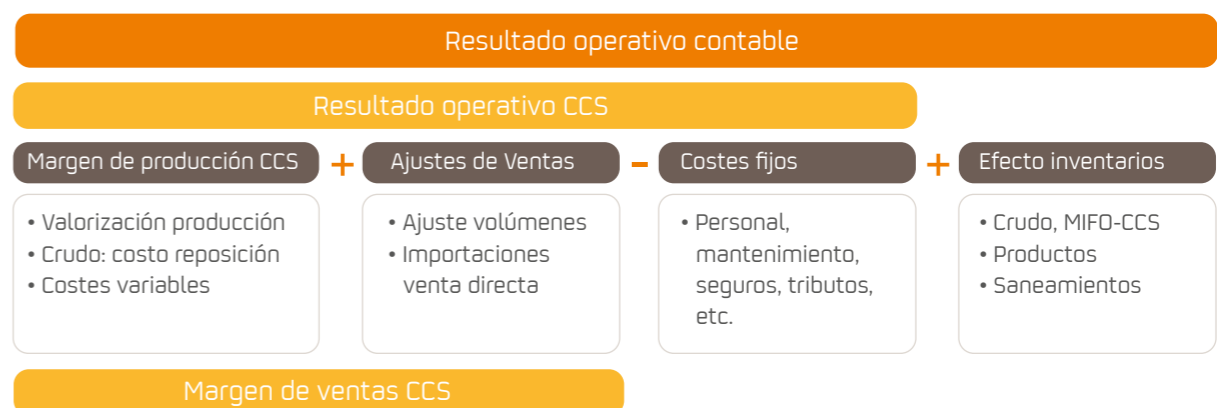 Resultado operativo contable
Resultado operativo CCS
Margen de producción CCS + Ajustes de Ventas - Costes fijos + Efecto inventarios
• Valorización producción
• Crudo: costo reposición
• Costes variables
• Ajuste volúmenes
• Importaciones
venta directa
• Personal,
mantenimiento,
seguros, tributos,
etc.
• Crudo, MIFO-CCS
• Productos
• Saneamientos
Margen de ventas CCS